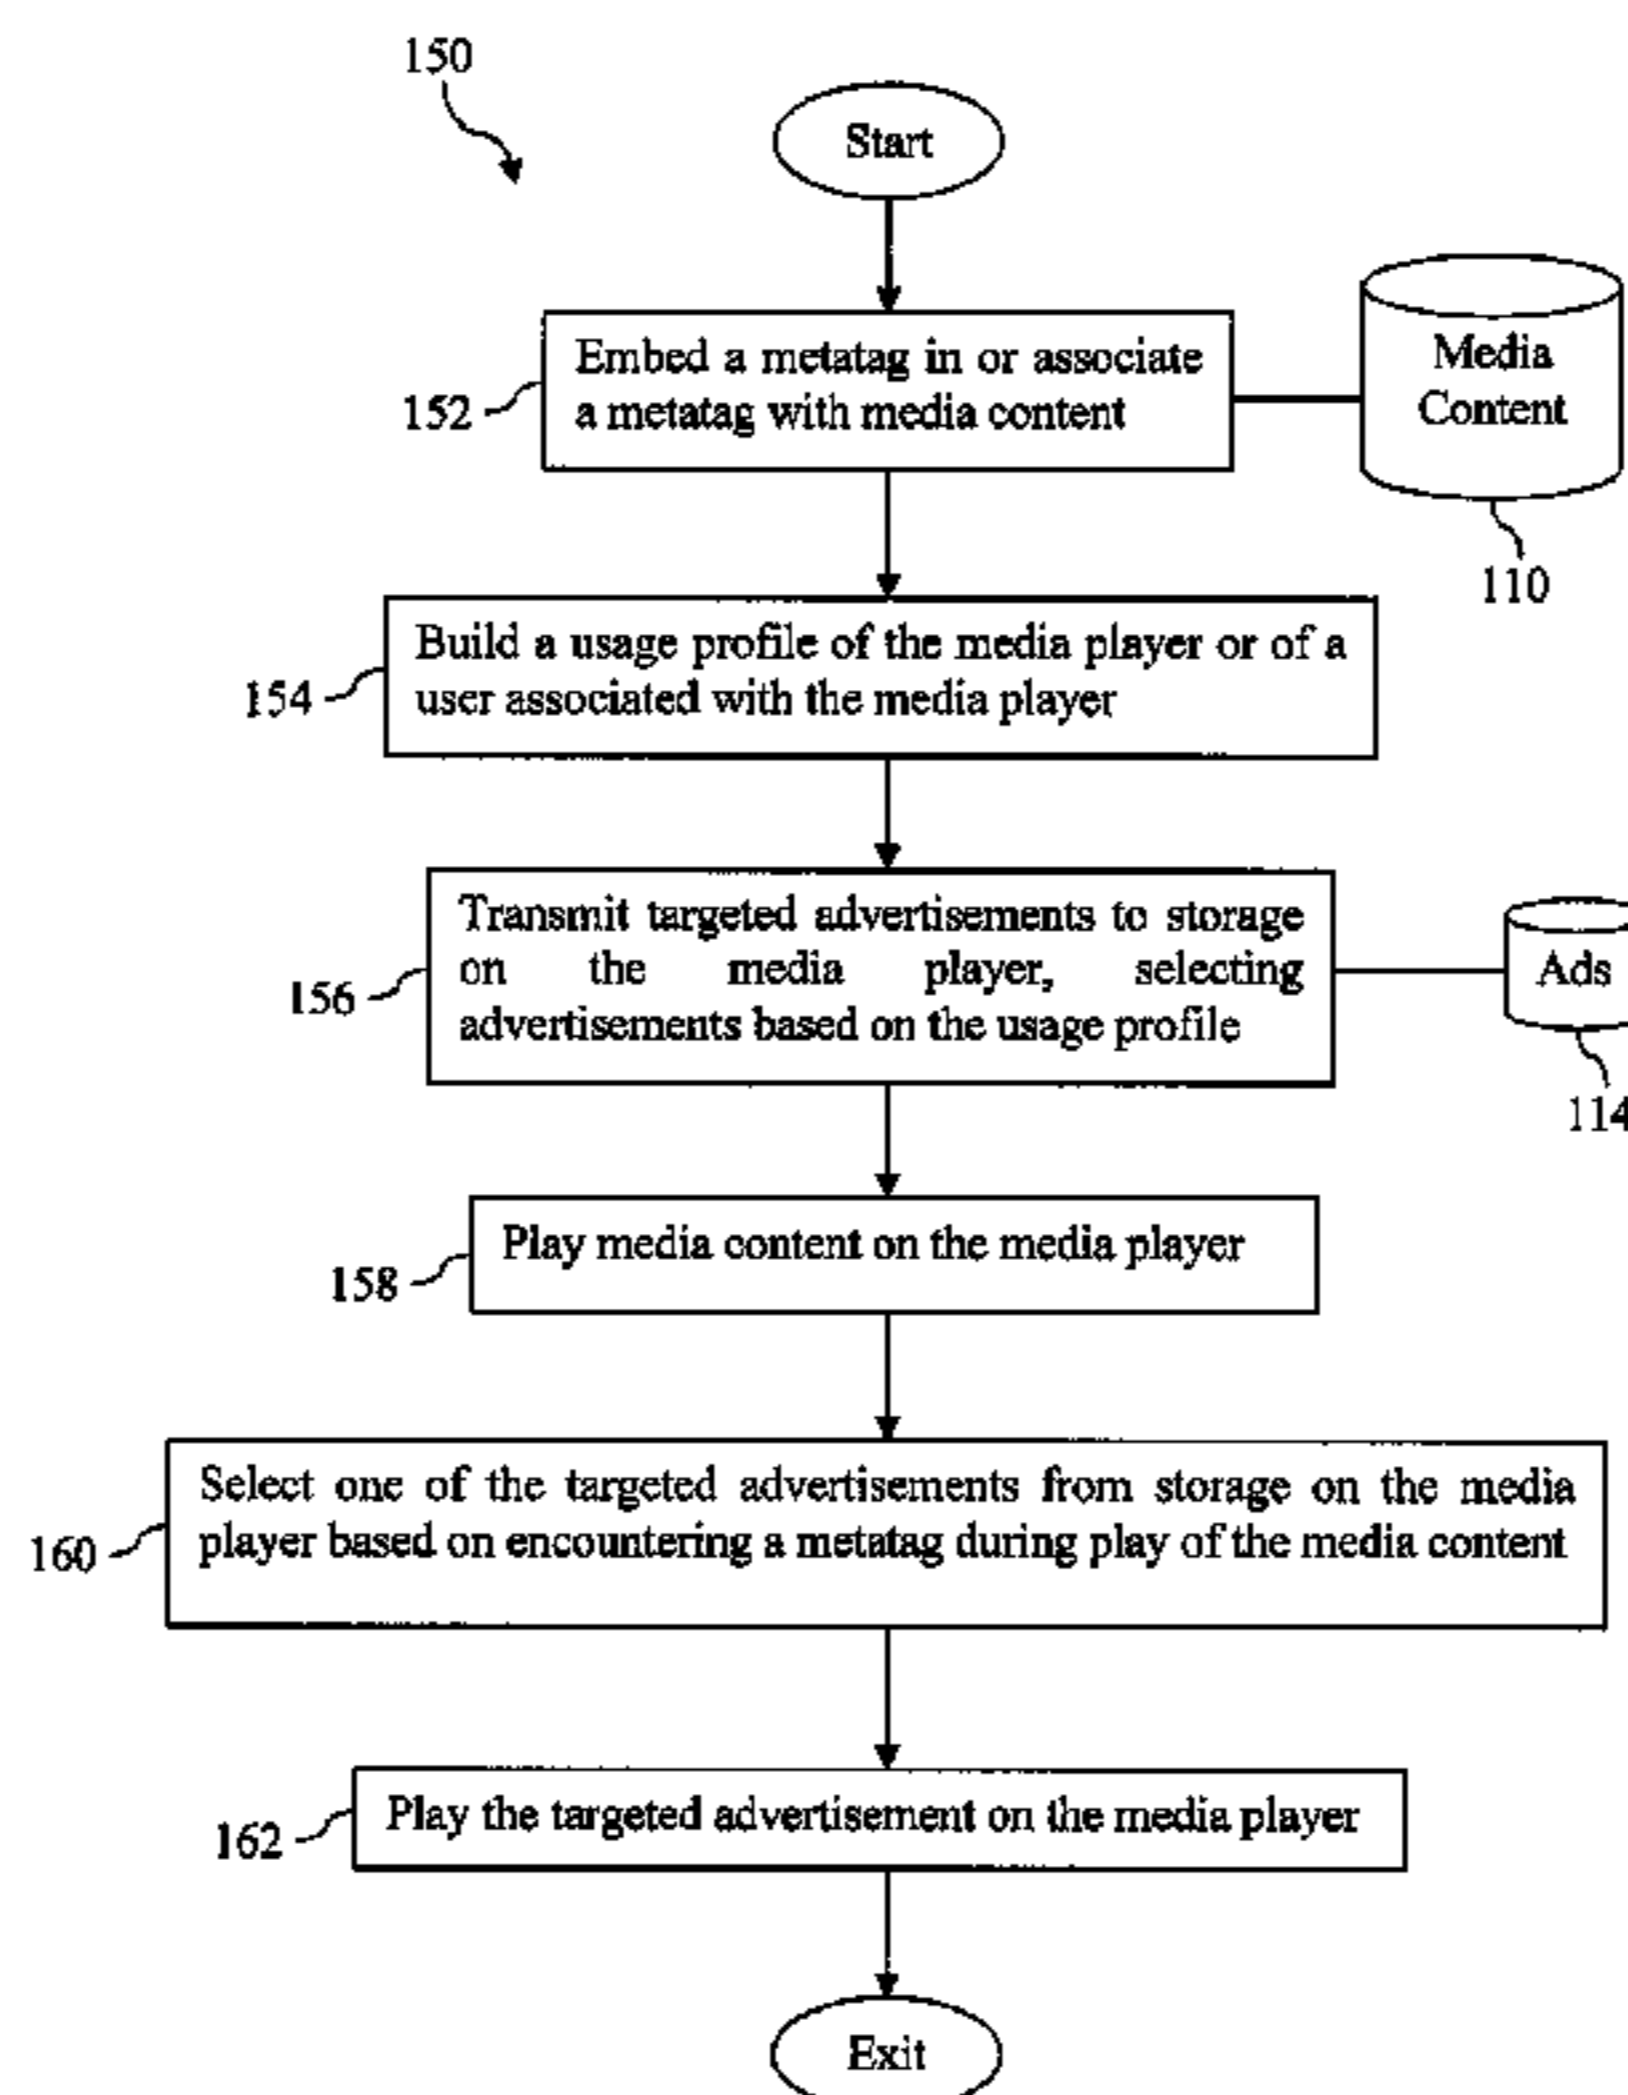 150
Start
Embed a metatag in or associate
a metatag with media content
152
Media
Content
110
Build a usage profile of the media player or of a
user associated with the media player
154
Transmit targeted advertisements to storage
on the media player, selecting
advertisements based on the usage profile
156
Ads
114
Play media content on the media player
158
Select one of the targeted advertisements from storage on the media
player based on encountering a metatag during play of the media content
160
Play the targeted advertisement on the media player
162
Exit